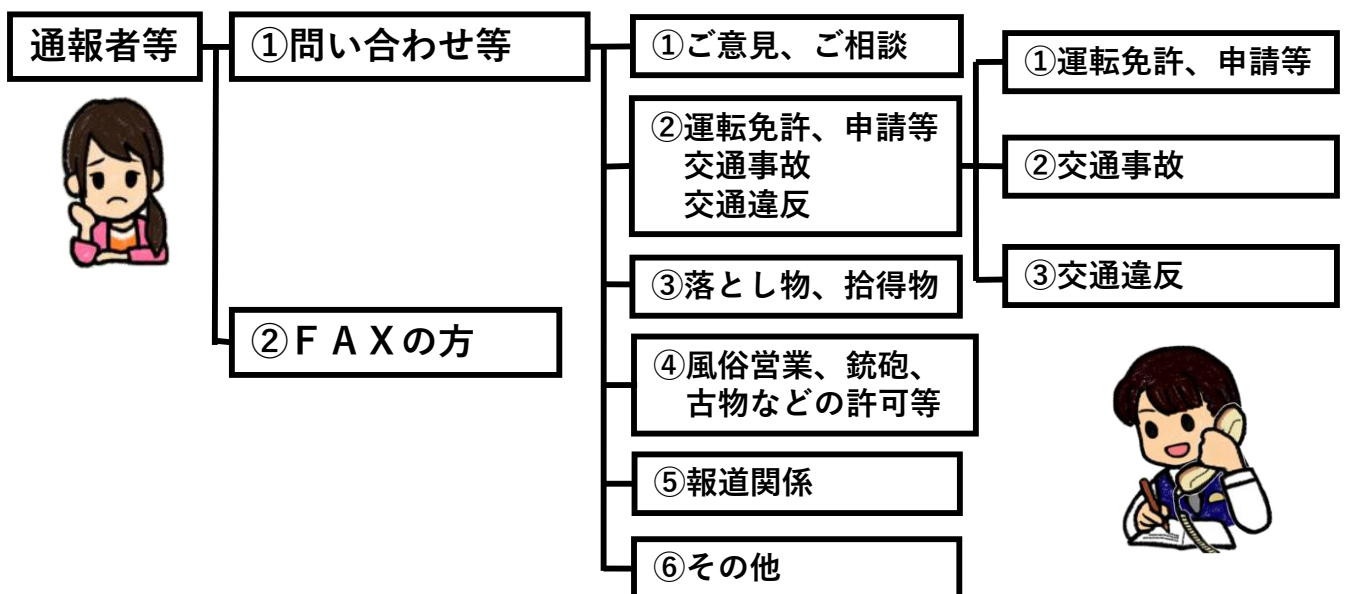 通報者等
①問い合わせ等
②ＦＡＸの方
①ご意見、ご相談
②運転免許、申請等
交通事故
交通違反
③落とし物、拾得物
④風俗営業、銃砲、
古物などの許可等
⑤報道関係
⑥その他
①運転免許、申請等
②交通事故
③交通違反